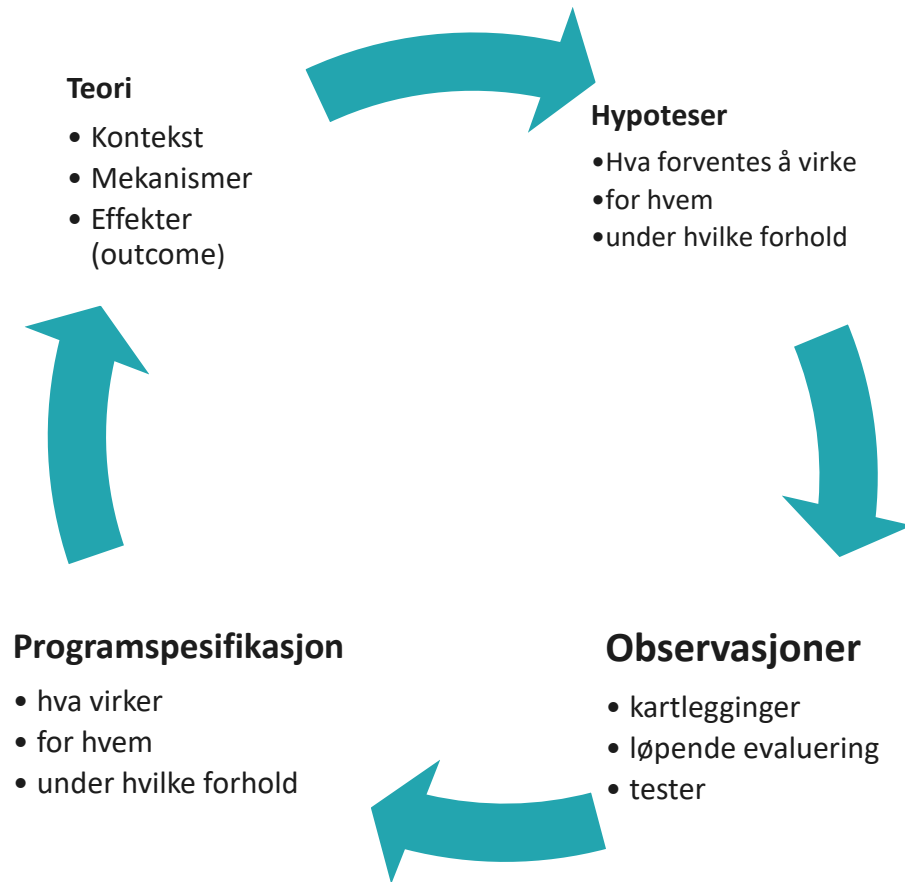 Teori
• Kontekst
• Mekanismer
• Effekter
(outcome)
Hypoteser
•Hva forventes å virke
•for hvem
•under hvilke forhold
Observasjoner
• kartlegginger
• løpende evaluering
• tester
Programspesifikasjon
• hva virker
• for hvem
• under hvilke forhold